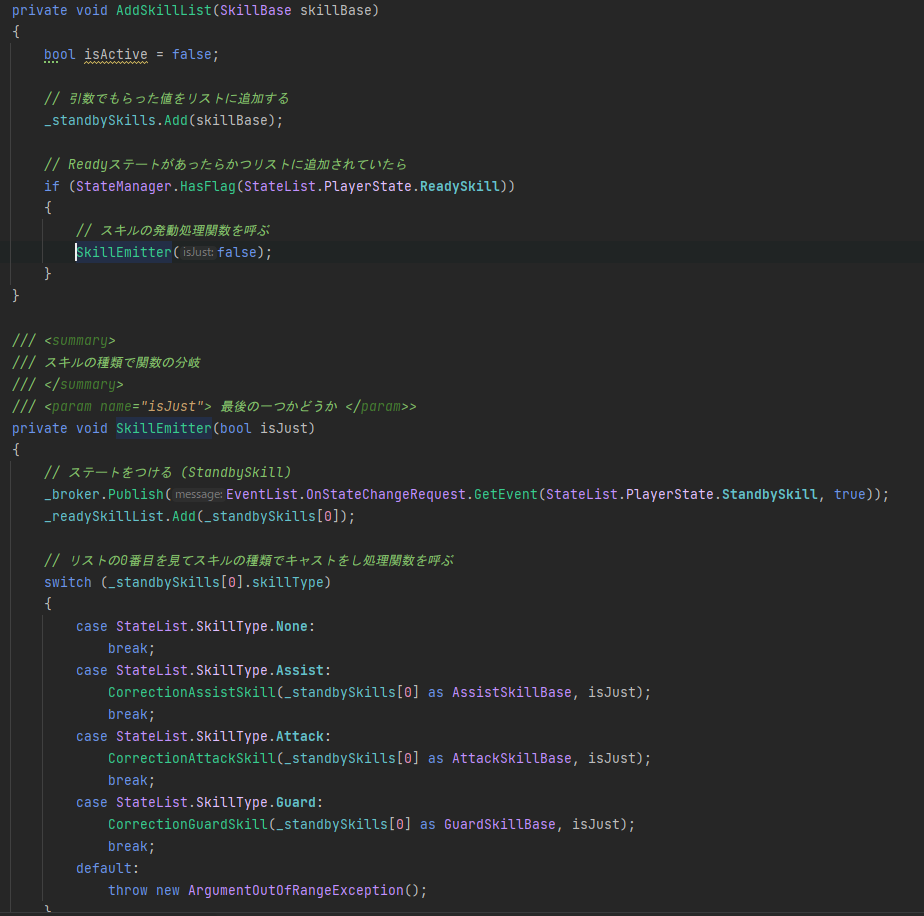 private void AddSkillList(SkillBase skillBase)
{
    bool isActive = false;

    // 引数でもらった値をリストに追加する
    _standbySkills.Add(skillBase);

    // Readyステートがあったらかつリストに追加されていたら
    if (StateManager.HasFlag(StateList.PlayerState.ReadySkill))
    {
        // スキルの発動処理関数を呼ぶ
        SkillEmitter( isJust: false);
    }
}

/// <summary>
/// スキルの種類で関数の分岐
/// </summary>
/// <param name="isJust"> 最後の一つかどうか </param>>
private void SkillEmitter(bool isJust)
{
    // ステートをつける (StandbySkill)
    _broker.Publish( message: EventList.OnStateChangeRequest.GetEvent(StateList.PlayerState.StandbySkill, true));
    _readySkillList.Add(_standbySkills[0]);

    // リストの0番目を見てスキルの種類でキャストをし処理関数を呼ぶ
    switch (_standbySkills[0].skillType)
    {
        case StateList.SkillType.None:
            break;
        case StateList.SkillType.Assist:
            CorrectionAssistSkill(_standbySkills[0] as AssistSkillBase, isJust);
            break;
        case StateList.SkillType.Attack:
            CorrectionAttackSkill(_standbySkills[0] as AttackSkillBase, isJust);
            break;
        case StateList.SkillType.Guard:
            CorrectionGuardSkill(_standbySkills[0] as GuardSkillBase, isJust);
            break;
        default:
            throw new ArgumentOutOfRangeException();
    }